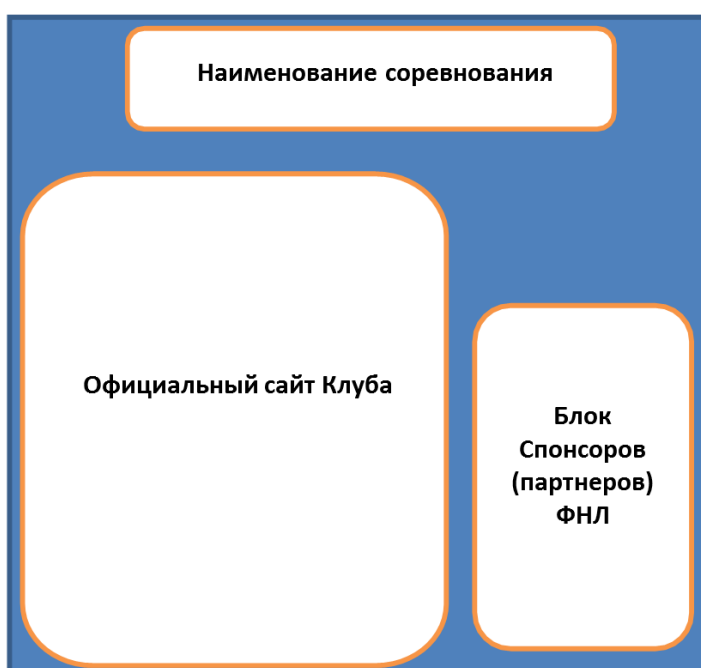 Наименование соревнования
Официальный сайт Клуба
Блок
Спонсоров
(партнеров)
ФНЛ